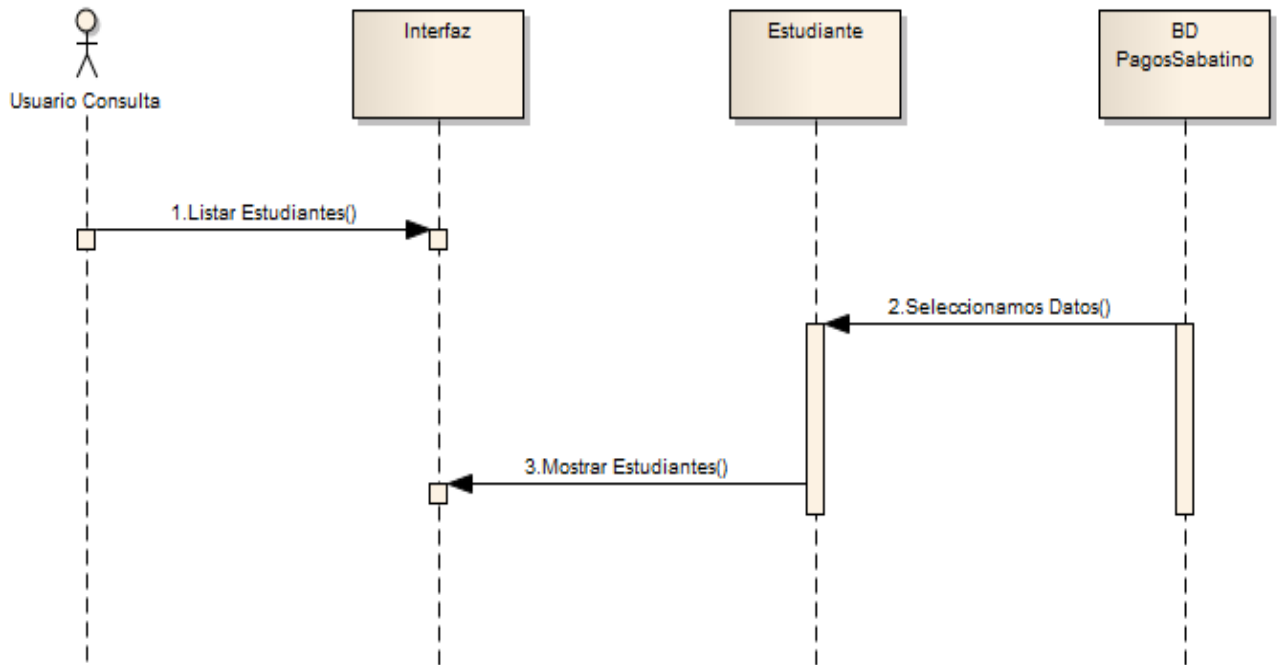 Interfaz
Estudiante
BD
PagosSabatino
Usuario Consulta
1.Listar Estudiantes()
2.Seleccionamos Datos()
3.Mostrar Estudiantes()